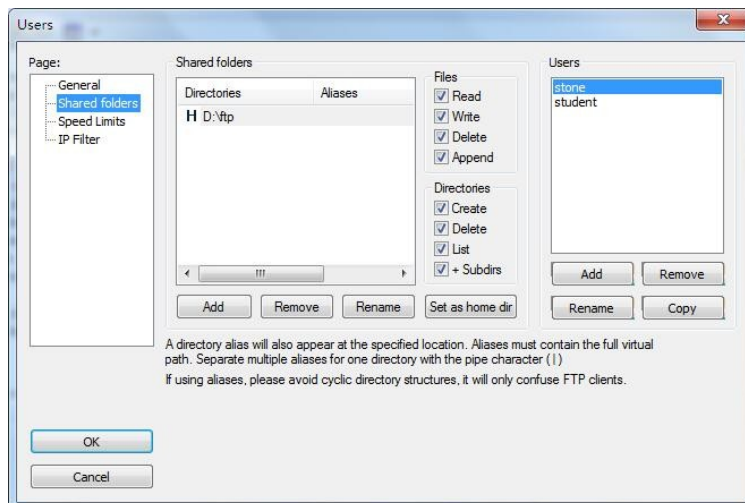 Users
Page:
General
Shared folders
Speed Limits
IP Filter
Shared folders
Directories Aliases
H D:\ftp
Files
Read
Write
Delete
Append
Directories
Create
Delete
List
+ Subdirs
Add Remove Rename Set as home dir
Users
stone
student
Add Remove
Rename Copy
A directory alias will also appear at the specified location. Aliases must contain the full virtual
path. Separate multiple aliases for one directory with the pipe character (|)
If using aliases, please avoid cyclic directory structures, it will only confuse FTP clients.
OK
Cancel